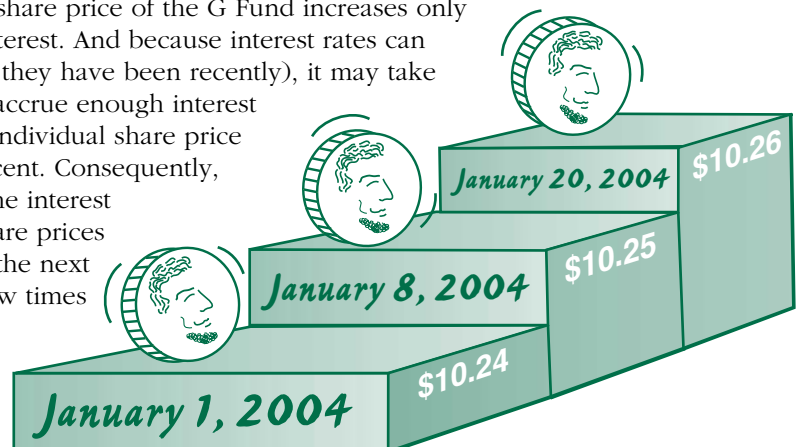 share price of the G Fund increases only
terest. And because interest rates can
they have been recently), it may take
accrue enough interest
ndividual share price
cent. Consequently,
ne interest
are prices
the next
w times
$10.26
January 20, 2004
$10.25
January 8, 2004
$10.24
January 1, 2004